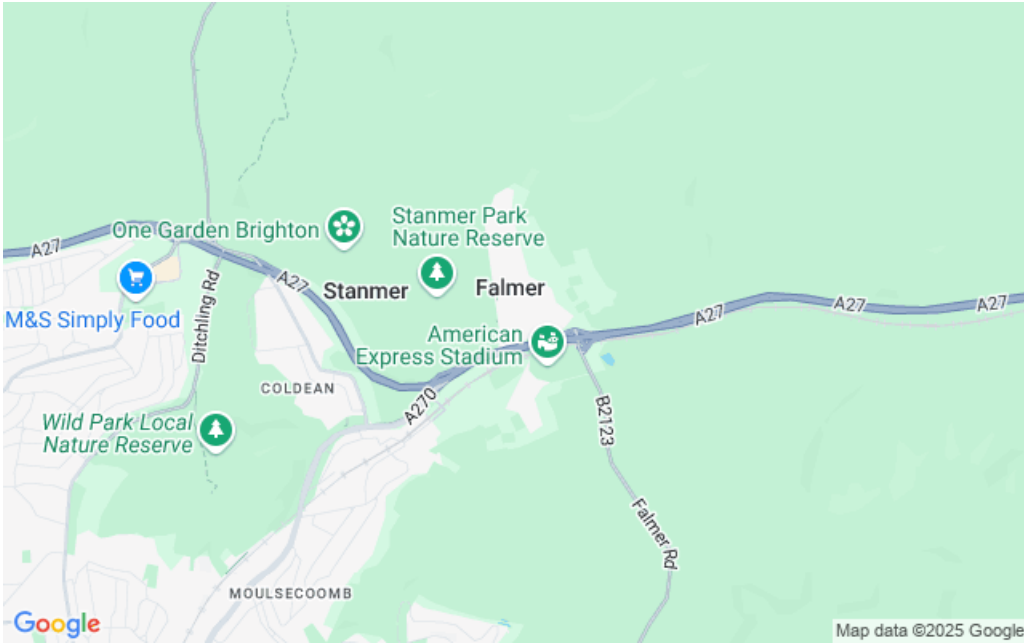 Stanmer Park
Nature Reserve
One Garden Brighton
A27
A27
Stanmer
Falmer
M&S Simply Food
Ditchling Rd
A27
A27
A27
American
Express Stadium
COLDEAN
A270
B2123
Wild Park Local
Nature Reserve
Falmer Rd
MOULSECOOMB
Google
Map data ©2025 Google